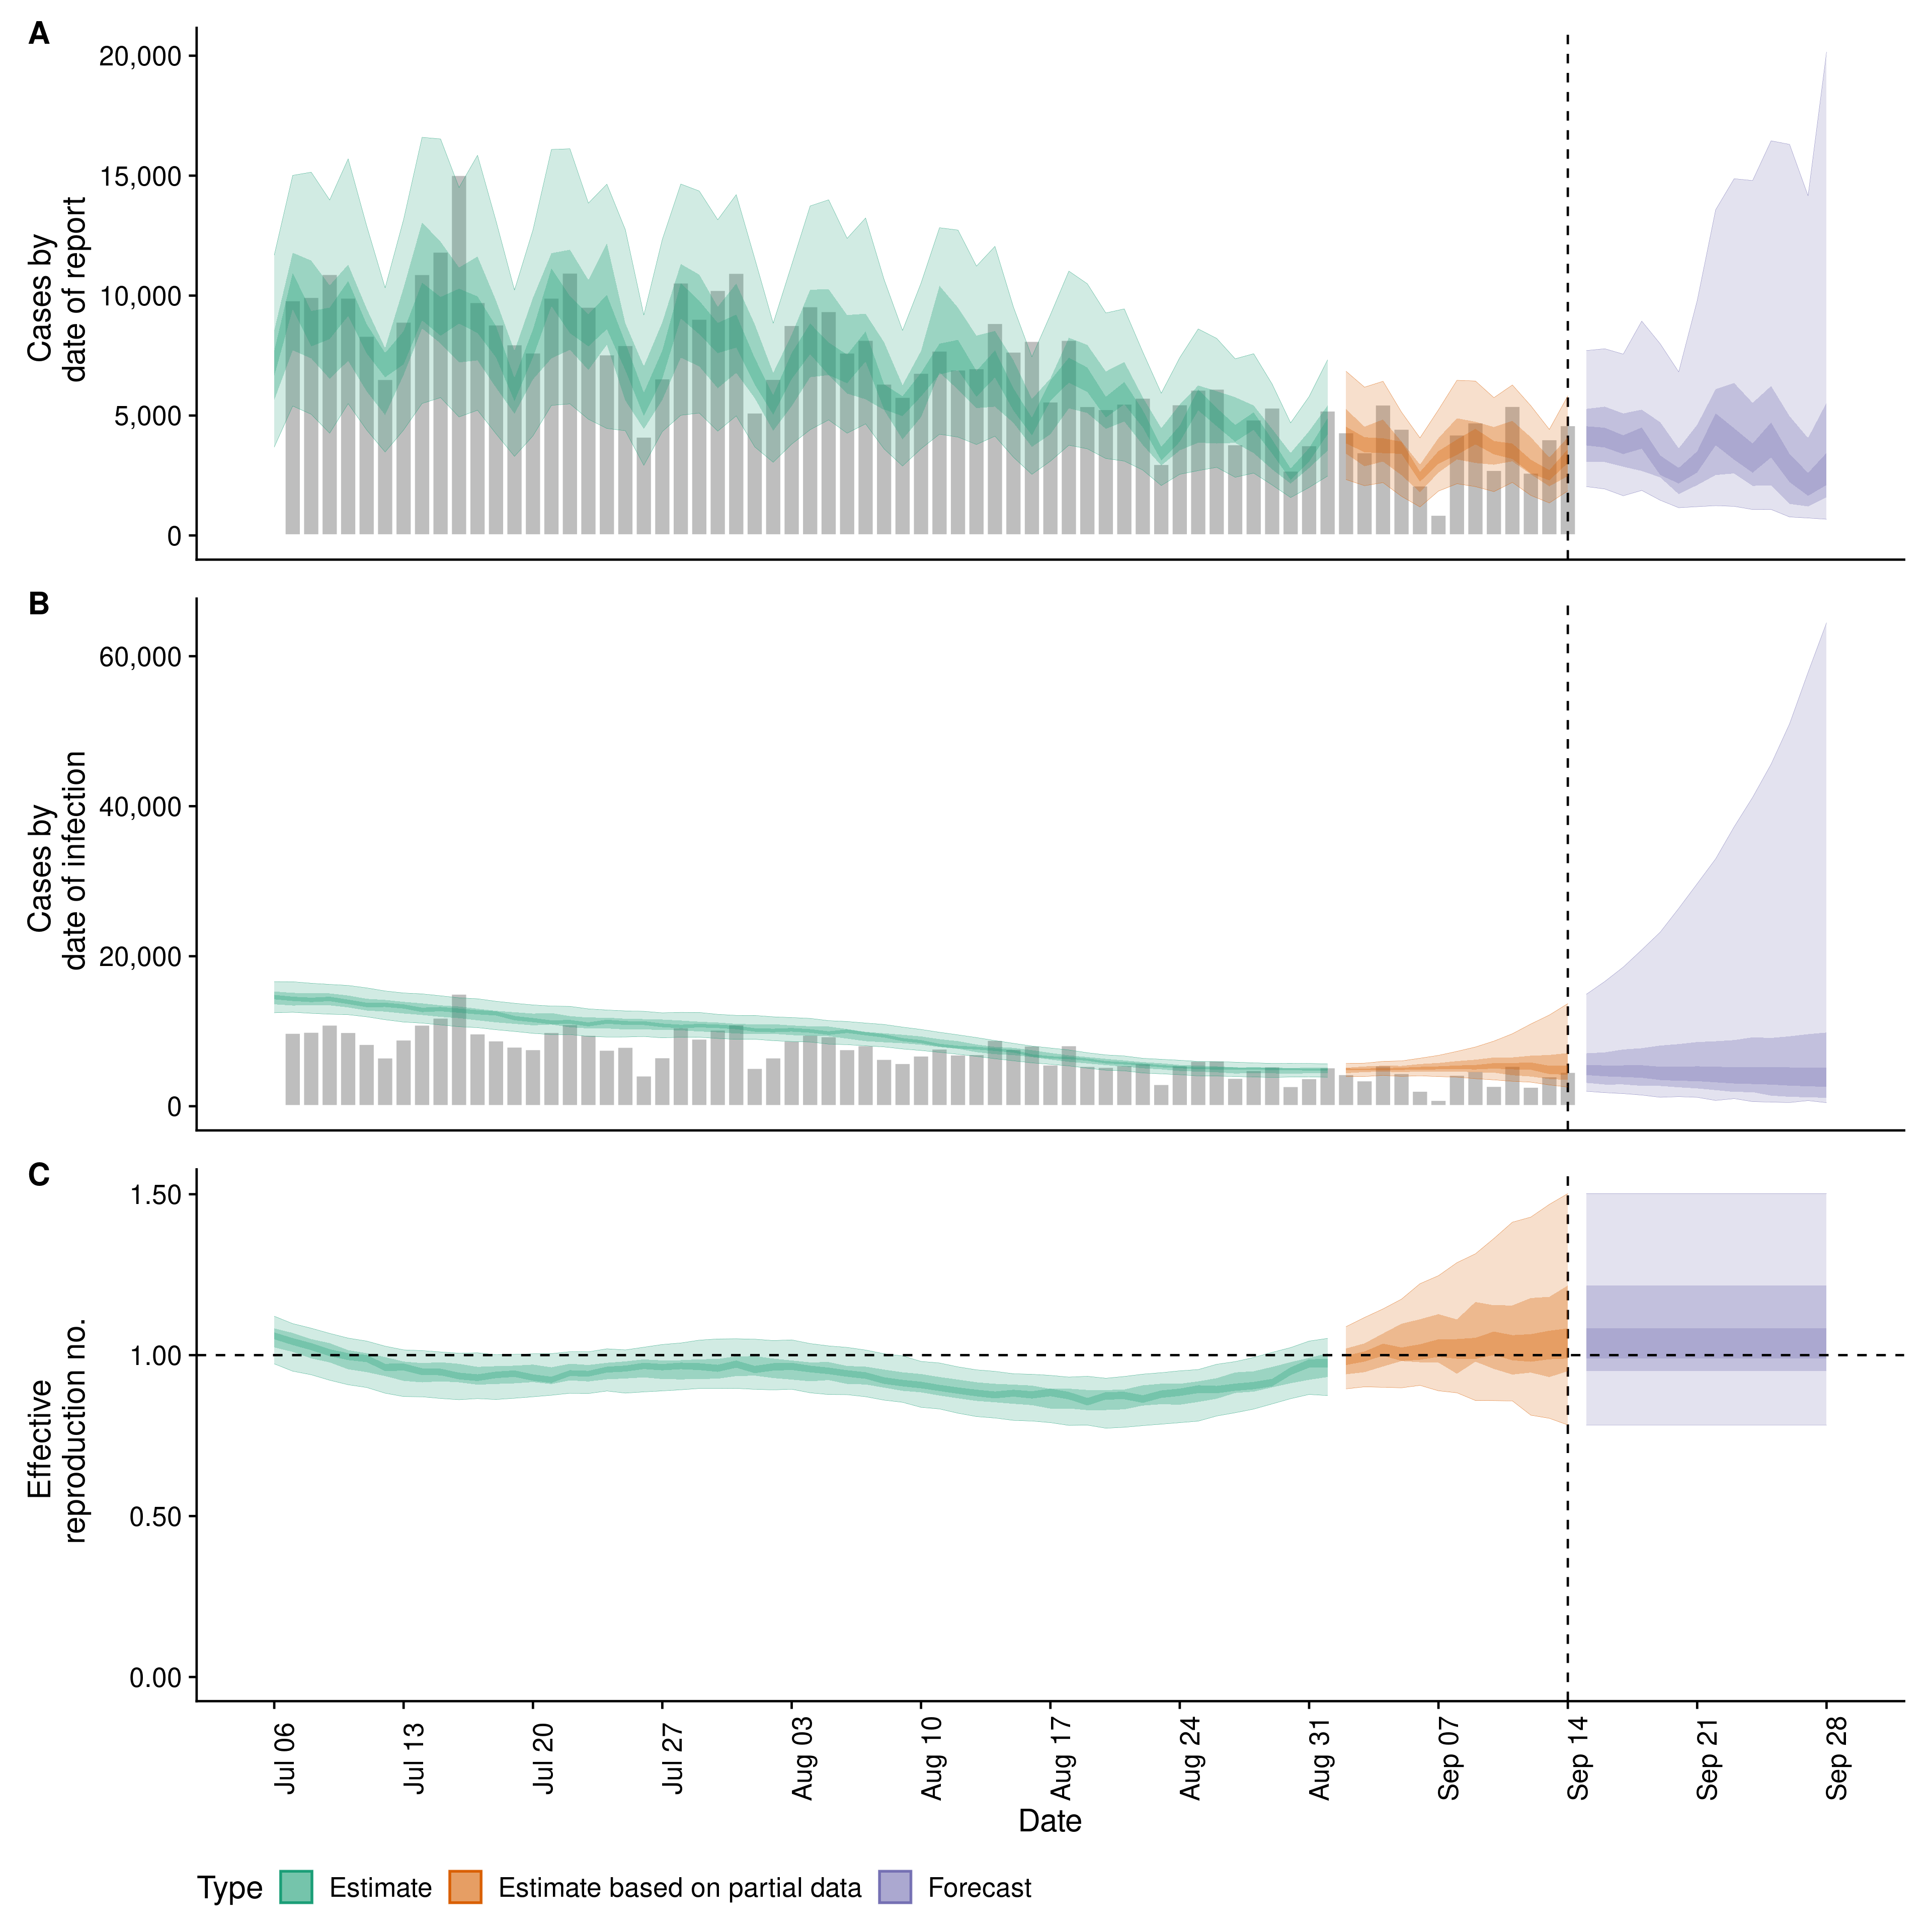 A
Cases by
date of report
20,000
15,000
10,000
5,000
0
B
Cases by
date of infection
60,000
40,000
20,000
0
C
Effective
reproduction no.
1.50
1.00
0.50
0.00
Jul 06
Jul 13
Jul 20
Jul 27
Aug 03
Aug 10
Aug 17
Aug 24
Aug 31
Sep 07
Sep 14
Sep 21
Sep 28
Date
Type Estimate Estimate based on partial data Forecast